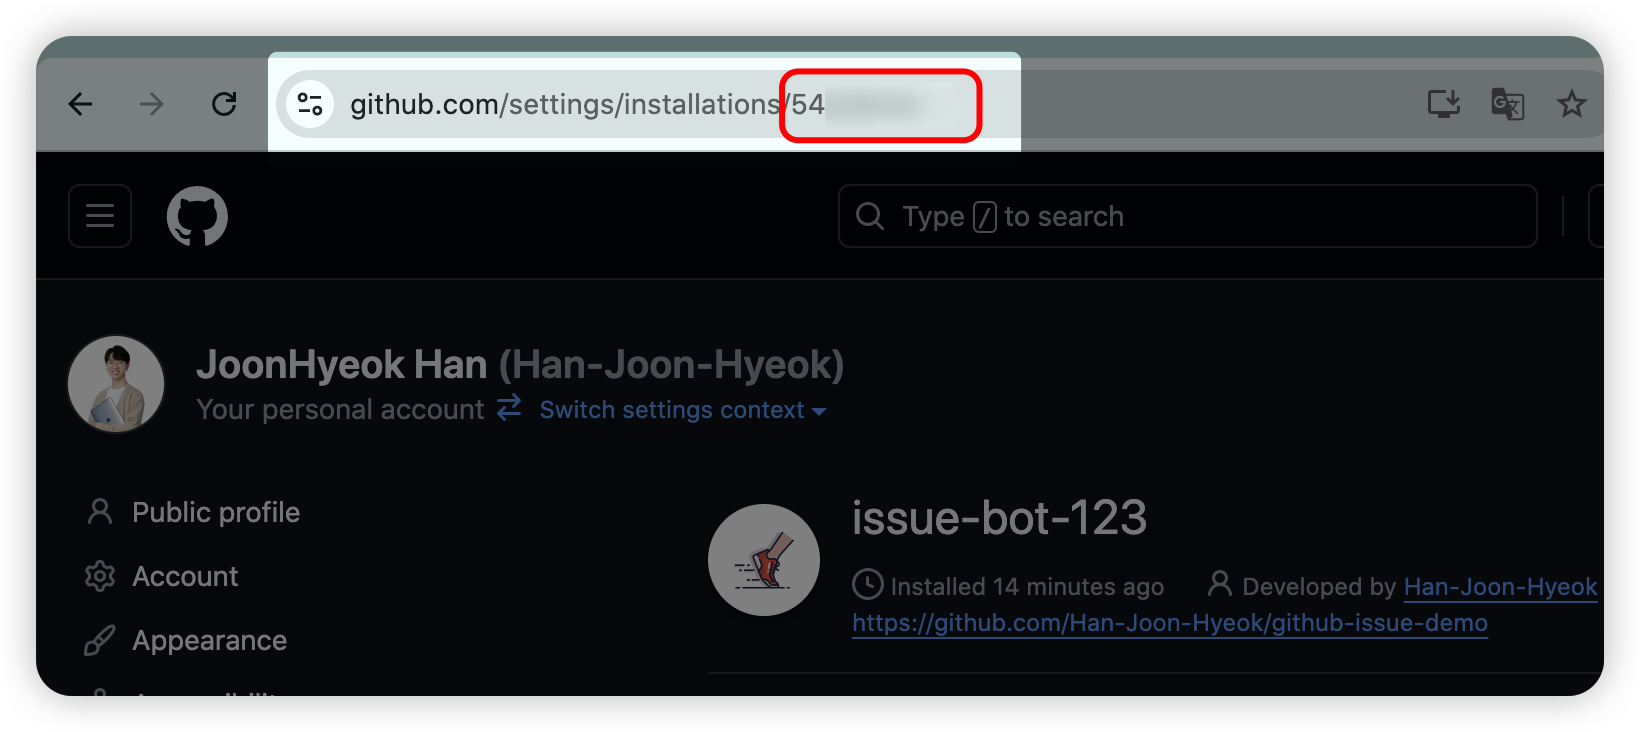 github.com/settings/installations/54
Type / to search
JoonHyeok Han (Han-Joon-Hyeok)
Your personal account Switch settings context
Public profile
Account
Appearance
issue-bot-123
Installed 14 minutes ago Developed by Han-Joon-Hyeok
https://github.com/Han-Joon-Hyeok/github-issue-demo